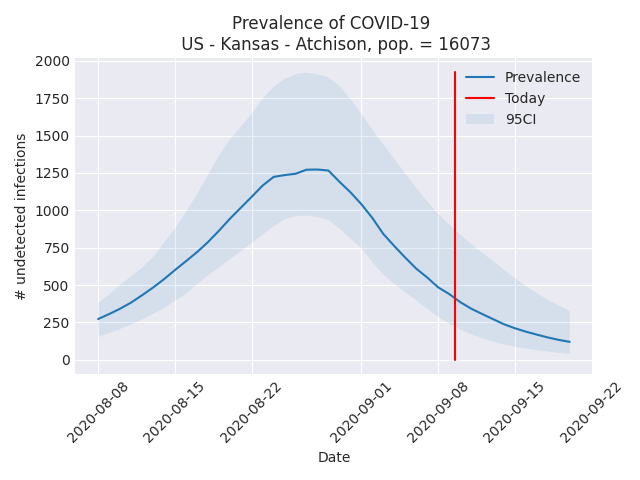 Prevalence of COVID-19
US - Kansas - Atchison, pop. = 16073
2000
1750
1500
1250
1000
750
500
250
0
# undetected infections
Prevalence
Today
95CI
2020-08-08
2020-08-15
2020-08-22
2020-09-01
2020-09-08
2020-09-15
2020-09-22
Date